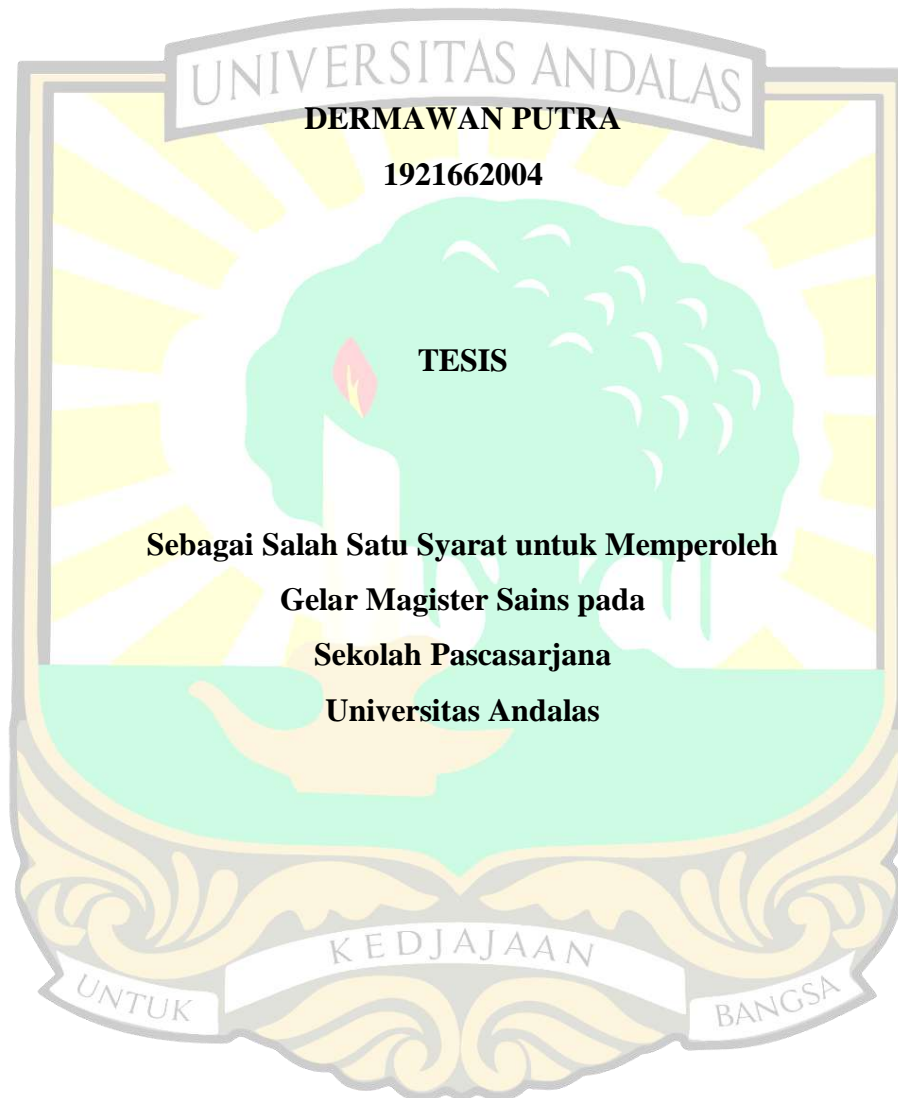 UNIVERSITAS ANDALAS
DERMAWAN PUTRA
1921662004
TESIS
Sebagai Salah Satu Syarat untuk Memperoleh
Gelar Magister Sains pada
Sekolah Pascasarjana
Universitas Andalas
KEDJAJAAN
UNTUK
BANGSA